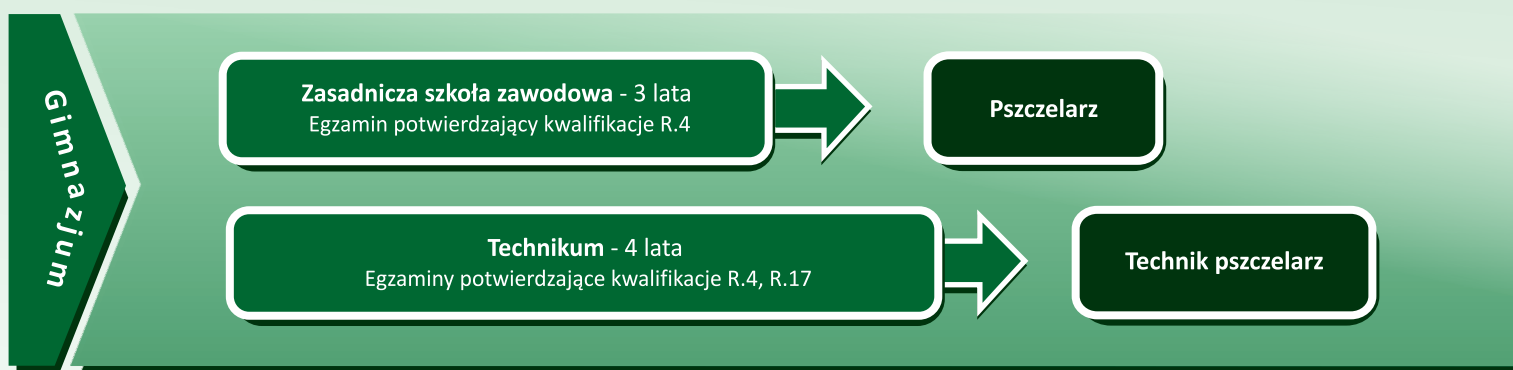 Gimnazjum
Zasadnicza szkoła zawodowa - 3 lata
Egzamin potwierdzający kwalifikacje R.4
Pszczelarz
Technikum - 4 lata
Egzaminy potwierdzające kwalifikacje R.4, R.17
Technik pszczelarz